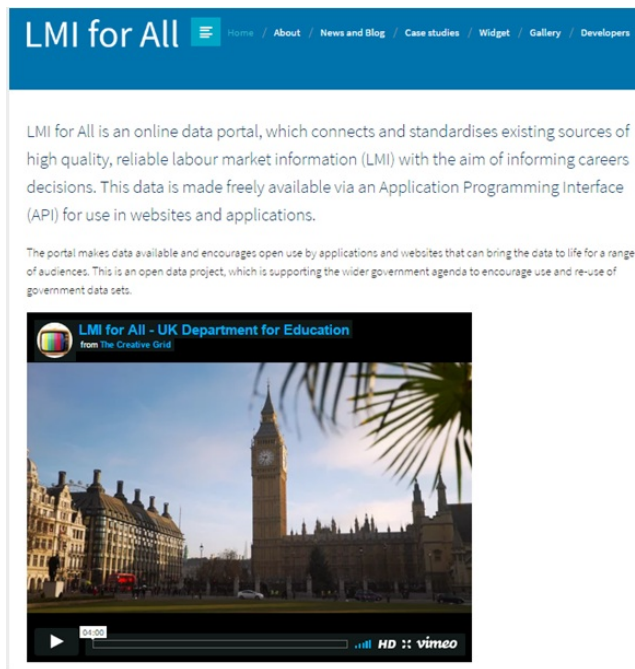 LMI for All
Home / About / News and Blog / Case studies / Widget / Gallery / Developers
LMI for All is an online data portal, which connects and standardises existing sources of
high quality, reliable labour market information (LMI) with the aim of informing careers
decisions. This data is made freely available via an Application Programming Interface
(API) for use in websites and applications.
The portal makes data available and encourages open use by applications and websites that can bring the data to life for a range
of audiences. This is an open data project, which is supporting the wider government agenda to encourage use and re-use of
government data sets.
LMI for All - UK Department for Education
from The Creative Grid
04:00
HD vimeo